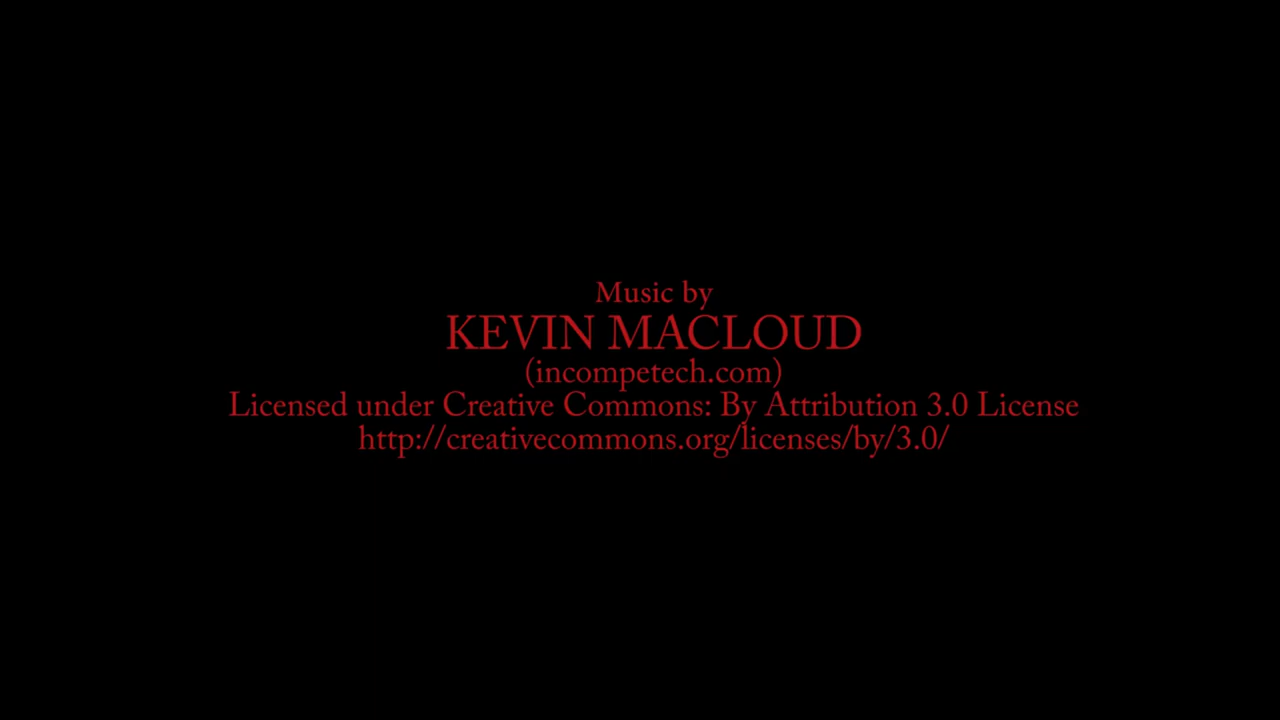 Music by
KEVIN MACLOUD
(incompetech.com)
Licensed under Creative Commons: By Attribution 3.0 License
http://creativecommons.org/licenses/by/3.0/